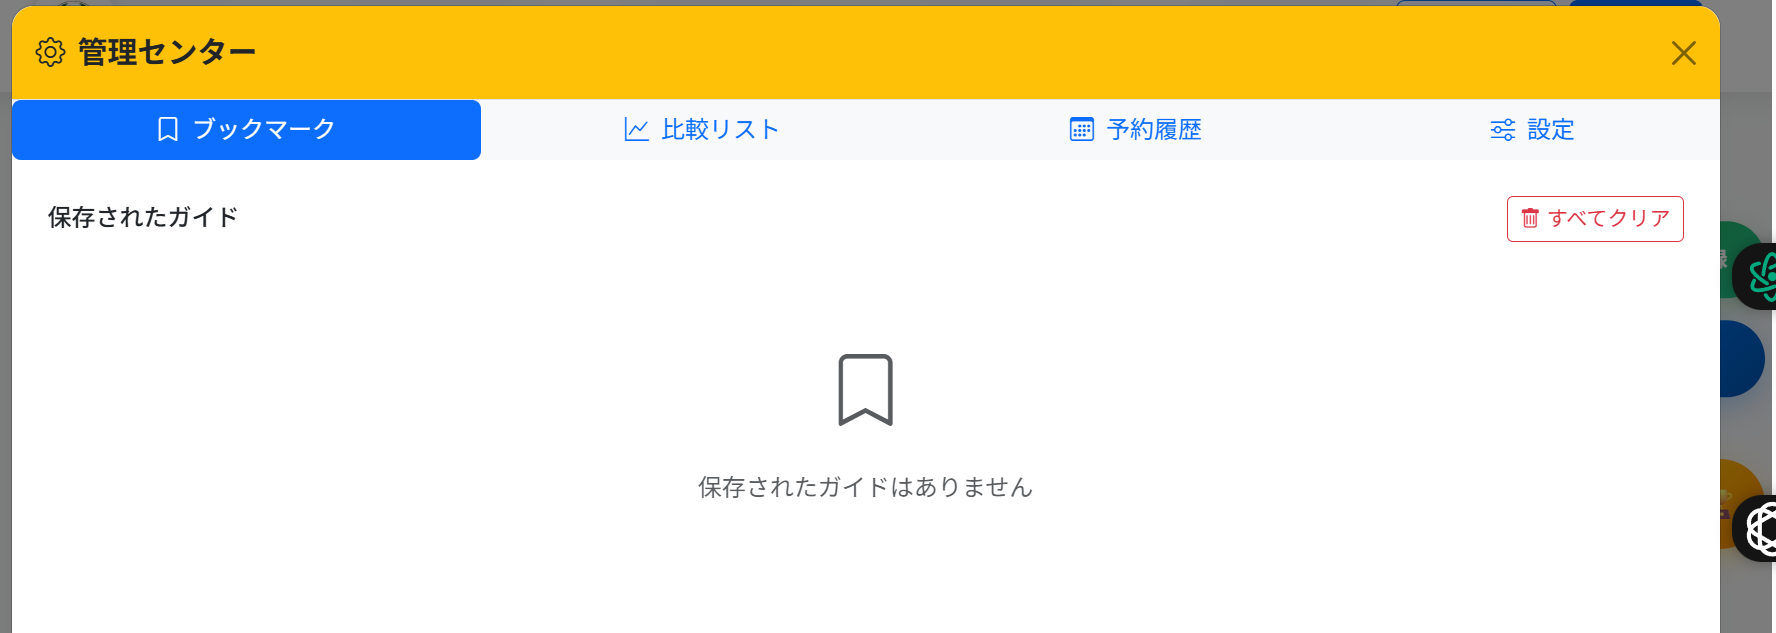 管理センター
ブックマーク
比較リスト
予約履歴
設定
保存されたガイド
すべてクリア
保存されたガイドはありません